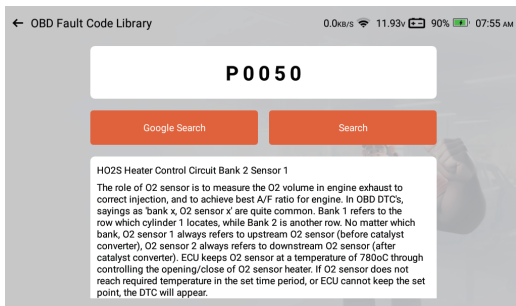 ← OBD Fault Code Library 0.0KB/S 11.93V 90% 07:55 AM
P0050
Google Search Search
HO2S Heater Control Circuit Bank 2 Sensor 1
The role of O2 sensor is to measure the O2 volume in engine exhaust to
correct injection, and to achieve best A/F ratio for engine. In OBD DTC's,
sayings as 'bank x, O2 sensor x' are quite common. Bank 1 refers to the
row which cylinder 1 locates, while Bank 2 is another row. No matter which
bank, O2 sensor 1 always refers to upstream O2 sensor (before catalyst
converter), O2 sensor 2 always refers to downstream O2 sensor (after
catalyst converter). ECU keeps O2 sensor at a temperature of 780oC through
controlling the opening/close of O2 sensor heater. If O2 sensor does not
reach required temperature in the set time period, or ECU cannot keep the set
point, the DTC will appear.